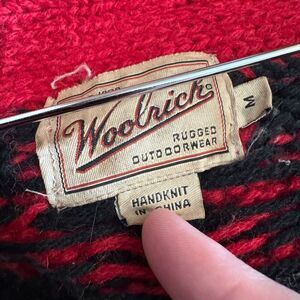 Woolrich
RUGGED
OUTDOORWEAR
M
HANDKNIT
IN CHINA